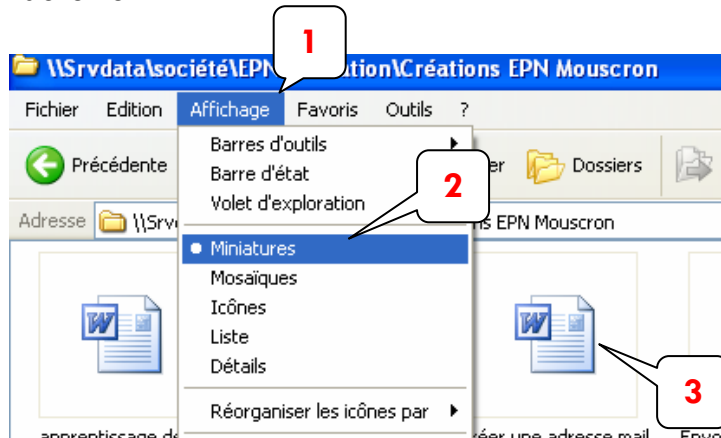 1
\\Srvdata\société\EPN ation\Créations EPN Mouscron
Fichier Edition Affichage Favoris Outils ?
Barres d'outils
Précédente Barre d'état er Dossiers
2
Volet d'exploration
Adresse \\Srv ns EPN Mouscron
Miniatures
Mosaïques
Icônes
Liste
Détails
3
Réorganiser les icônes par
apprentissage de éer une adresse mail Envo